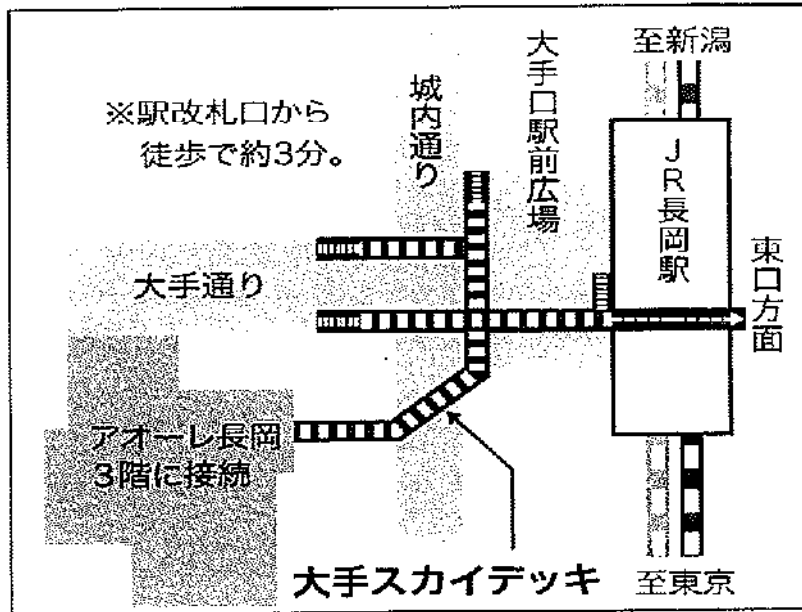 至新潟
大手口駅前広場
城内通り
※駅改札口から
徒歩で約3分。
JR長岡駅
東口方面
大手通り
アオーレ長岡
3階に接続
大手スカイデッキ
至東京